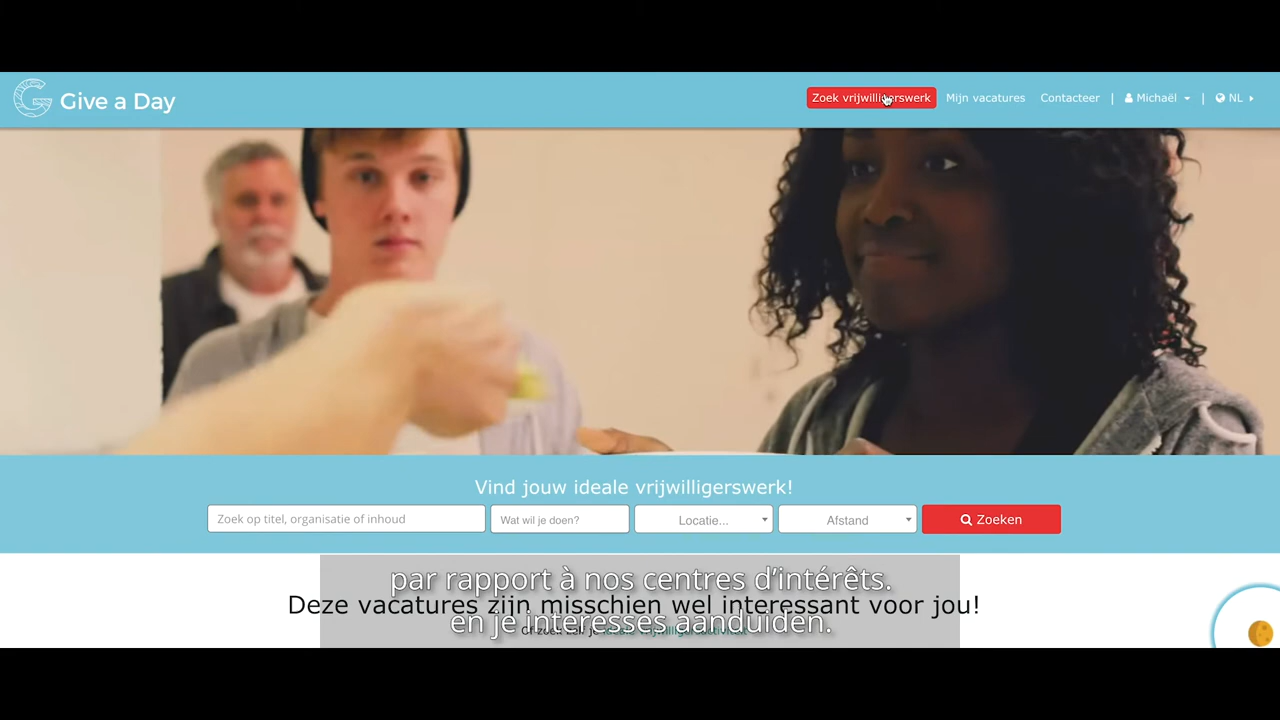 Give a Day
Zoek vrijwilligerswerk Mijn vacatures Contacteer | Michaël | NL
Vind jouw ideale vrijwilligerswerk!
Zoek op titel, organisatie of inhoud Wat wil je doen? Locatie... Afstand Zoeken
par rapport à nos centres d'intérêts.
Deze vacatures zijn misschien wel interessant voor jou!
en je interesses aanduiden.